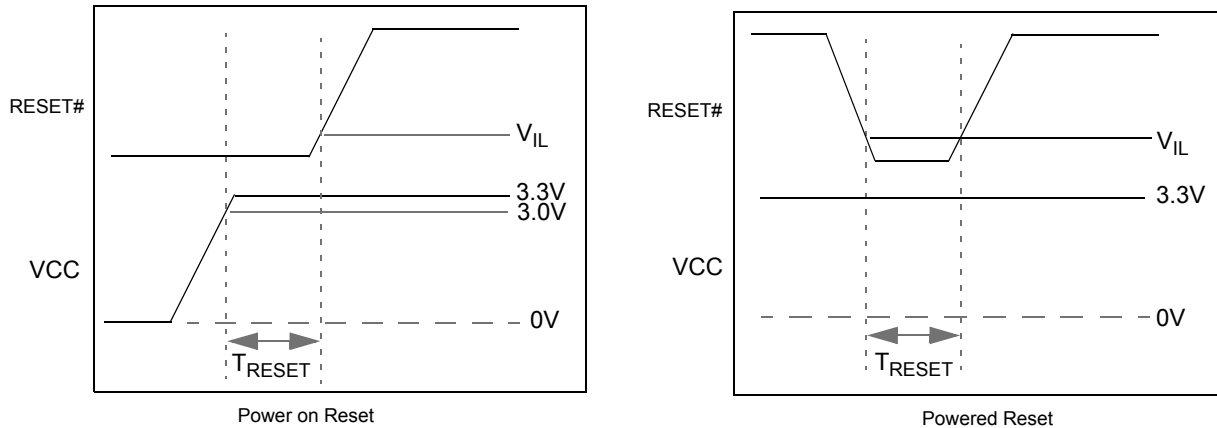 RESET#
V_IL
3.3V
3.0V
VCC
0V
T_RESET
Power on Reset
RESET#
V_IL
3.3V
VCC
0V
T_RESET
Powered Reset